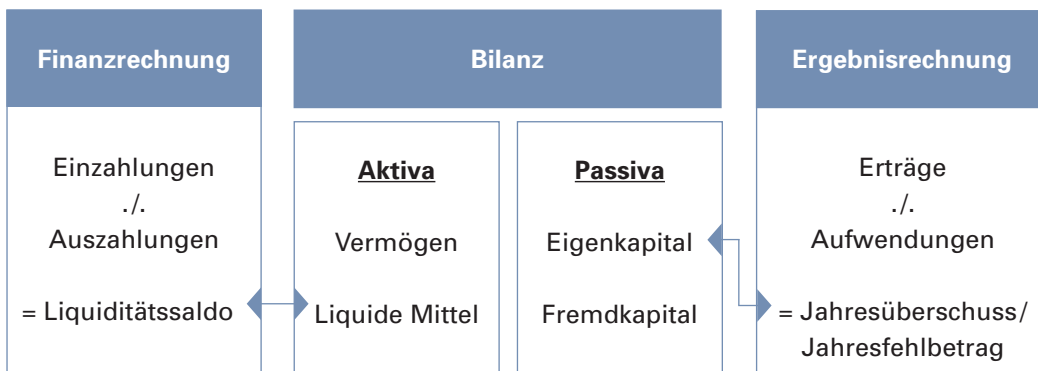 Finanzrechnung
Einzahlungen
./.
Auszahlungen
= Liquiditätssaldo
Bilanz
Aktiva
Vermögen
Liquide Mittel
Passiva
Eigenkapital
Fremdkapital
Ergebnisrechnung
Erträge
./.
Aufwendungen
= Jahresüberschuss/
Jahresfehlbetrag